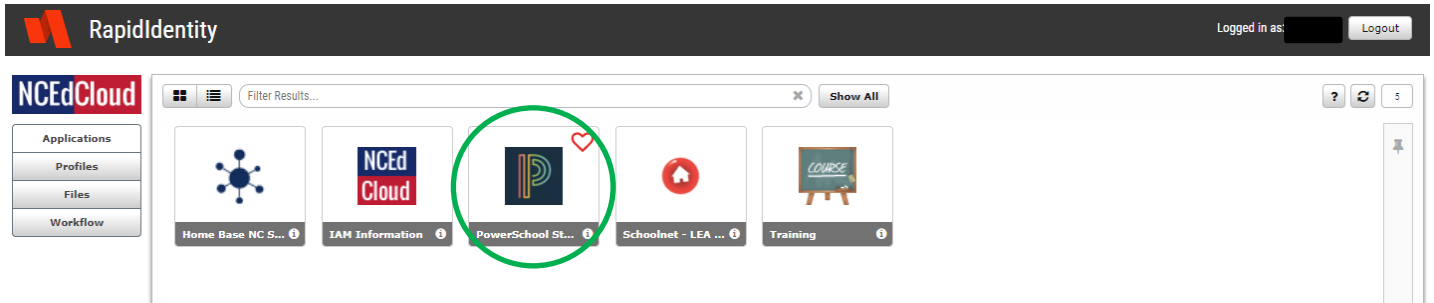 RapidIdentity
Logged in as:
Logout
NCEdCloud
Filter Results...
Show All
?
5
Applications
Profiles
Files
Workflow
NCEd
Cloud
COURSE
Home Base NC S...
IAM Information
PowerSchool St...
Schoolnet - LEA ...
Training